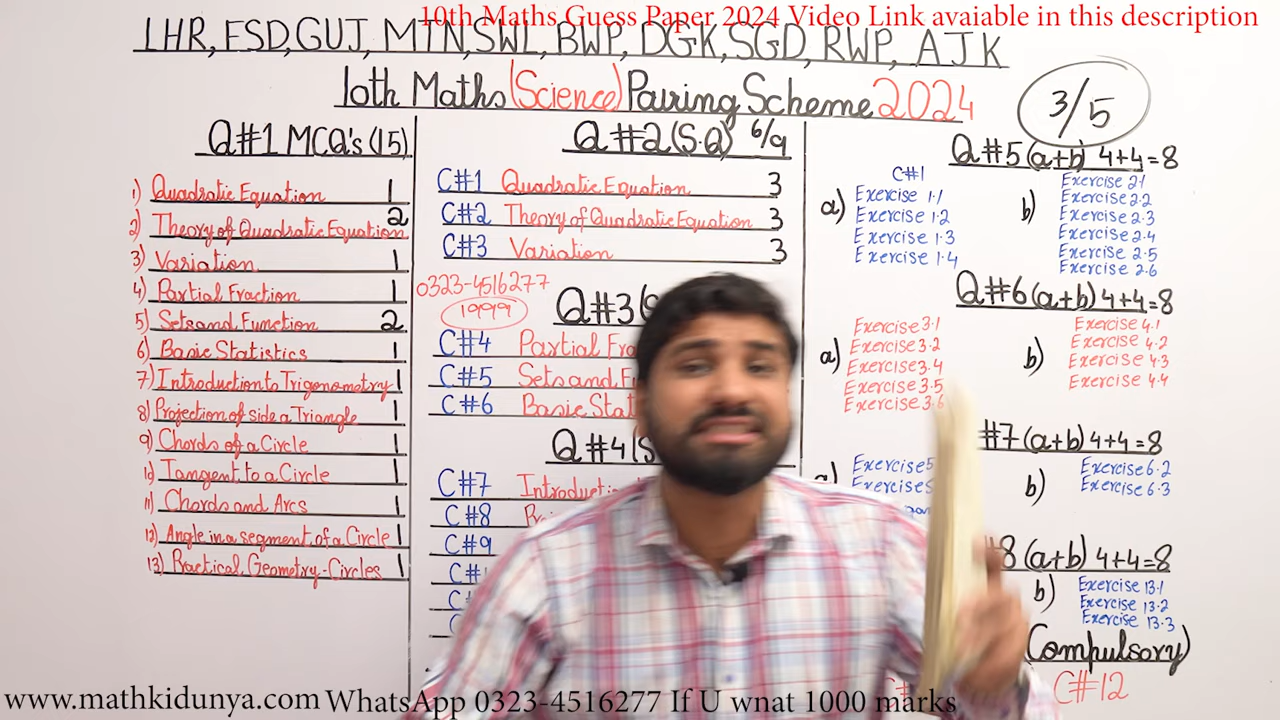 10th Maths Guess Paper 2024 Video Link avaiable in this description
LHR, FSD, GUJ, MTN, SWL, BWP, DGK, SGD, RWP, AJK
10th Maths (Science) Pairing Scheme 2024
3/5
Q#1 MCQ's (15)
1) Quadratic Equation 1
2) Theory of Quadratic Equation 2
3) Variation 1
4) Partial Fraction 1
5) Sets and Function 2
6) Basic Statistics 1
7) Introduction to Trigonometry 1
8) Projection of side a Triangle 1
9) Chords of a Circle 1
10) Tangent to a Circle 1
11) Chords and Arcs 1
12) Angle in a segment of a Circle 1
13) Practical Geometry-Circles 1
Q#2 (S.Q) 6/9
C#1 Quadratic Equation 3
C#2 Theory of Quadratic Equation 3
C#3 Variation 3
0323-4516277
1999
Q#3 (S
C#4 Partial Fra
C#5 Sets and F
C#6 Basic Stat
Q#4 (S
C#7 Introducti
C#8
C#9
C#
Q#5 (a+b) 4+4=8
C#1
a) Exercise 1.1
Exercise 1.2
Exercise 1.3
Exercise 1.4
b) Exercise 2.1
Exercise 2.2
Exercise 2.3
Exercise 2.4
Exercise 2.5
Exercise 2.6
Q#6 (a+b) 4+4=8
a) Exercise 3.1
Exercise 3.2
Exercise 3.4
Exercise 3.5
Exercise 3.6
b) Exercise 4.1
Exercise 4.2
Exercise 4.3
Exercise 4.4
#7 (a+b) 4+4=8
a) Exercise 5
Exercise
b) Exercise 6.2
Exercise 6.3
#8 (a+b) 4+4=8
b) Exercise 13.1
Exercise 13.2
Exercise 13.3
(Compulsory)
C#12
www.mathkidunya.com WhatsApp 0323-4516277 If U wnat 1000 marks